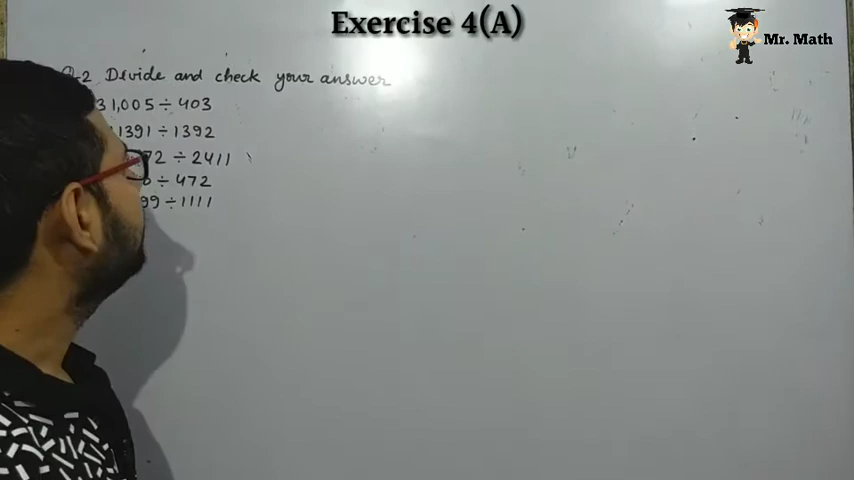 Exercise 4(A)
Mr. Math
2 Divide and check your answer
31,005 ÷ 403
1391 ÷ 1392
72 ÷ 2411
÷ 472
99 ÷ 1111